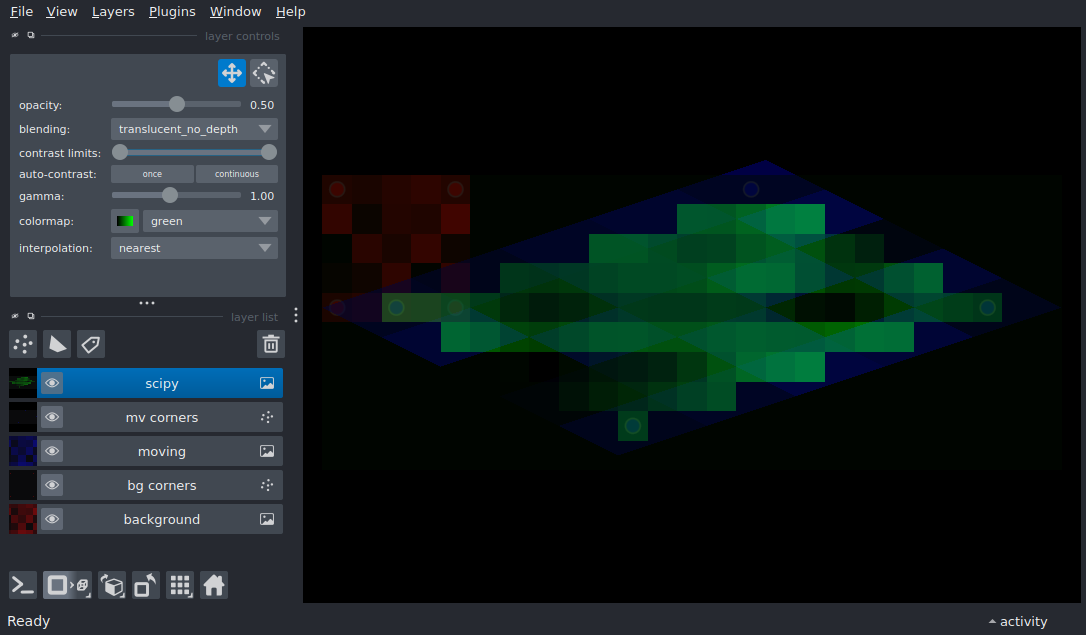 File View Layers Plugins Window Help
layer controls
opacity: 0.50
blending: translucent_no_depth
contrast limits:
auto-contrast: once continuous
gamma: 1.00
colormap: green
interpolation: nearest
layer list
scipy
mv corners
moving
bg corners
background
Ready
activity